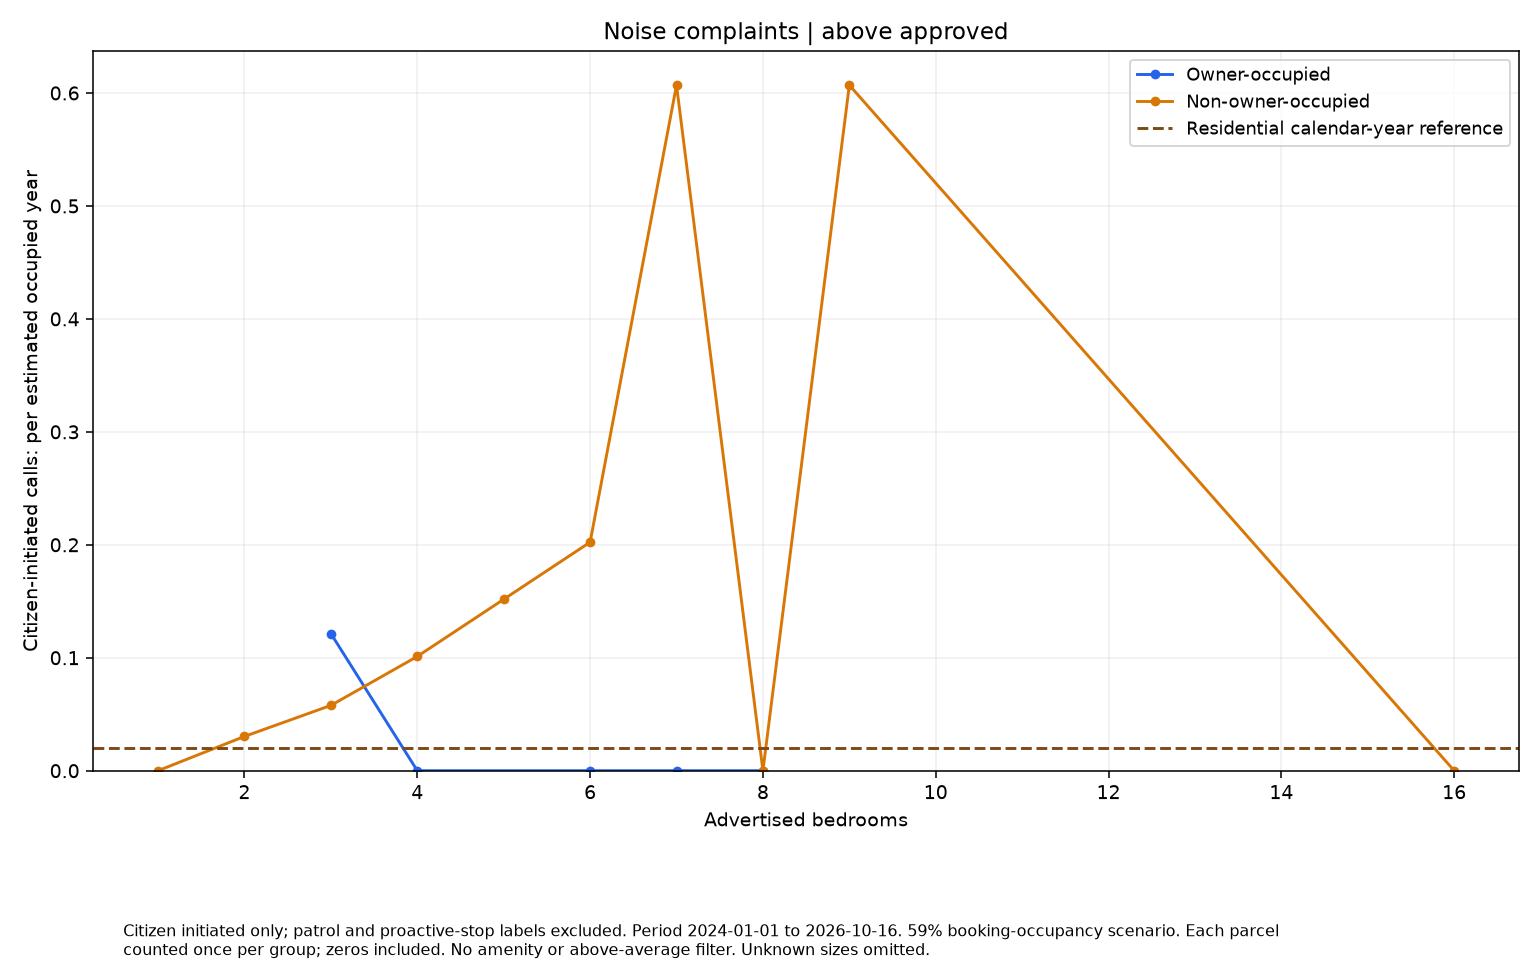 Noise complaints | above approved
Owner-occupied
Non-owner-occupied
Residential calendar-year reference
Citizen-initiated calls: per estimated occupied year
0.6
0.5
0.4
0.3
0.2
0.1
0.0
2 4 6 8 10 12 14 16
Advertised bedrooms
Citizen initiated only; patrol and proactive-stop labels excluded. Period 2024-01-01 to 2026-10-16. 59% booking-occupancy scenario. Each parcel
counted once per group; zeros included. No amenity or above-average filter. Unknown sizes omitted.